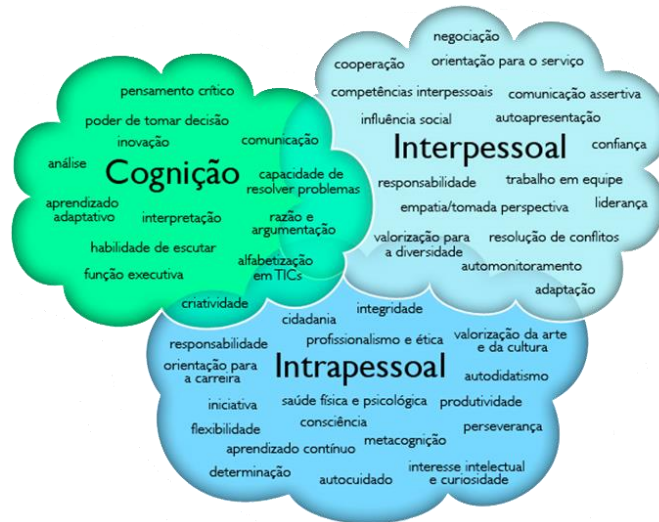 pensamento crítico
poder de tomar decisão
inovação
comunicação
análise
Cognição
capacidade de
resolver problemas
aprendizado
adaptativo
interpretação
razão e
argumentação
habilidade de escutar
função executiva
alfabetização
em TICs
criatividade
negociação
cooperação
orientação para o serviço
competências interpessoais
comunicação assertiva
influência social
autoapresentação
Interpessoal
confiança
responsabilidade
trabalho em equipe
empatia/tomada perspectiva
liderança
valorização para
a diversidade
resolução de conflitos
automonitoramento
adaptação
integridade
cidadania
responsabilidade
profissionalismo e ética
valorização da arte
e da cultura
orientação para
a carreira
Intrapessoal
autodidatismo
iniciativa
saúde física e psicológica
produtividade
flexibilidade
consciência
perseverança
aprendizado contínuo
metacognição
determinação
autocuidado
interesse intelectual
e curiosidade